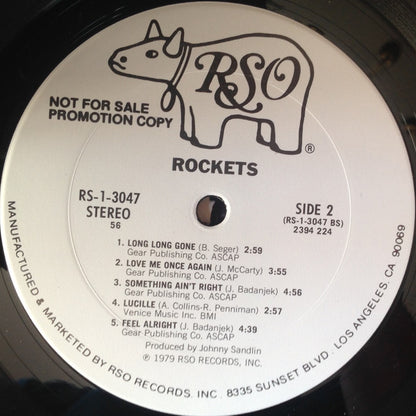 RSO
®
NOT FOR SALE
PROMOTION COPY
ROCKETS
RS-1-3047
STEREO
56
SIDE 2
(RS-1-3047 BS)
2394 224
1. LONG LONG GONE (B. Seger) 2:59
Gear Publishing Co. ASCAP
2. LOVE ME ONCE AGAIN (J. McCarty) 3:55
Gear Publishing Co. ASCAP
3. SOMETHING AIN'T RIGHT (J. Badanjek) 4:56
Gear Publishing Co. ASCAP
4. LUCILLE (A. Collins-R. Penniman) 2:57
Venice Music Inc. BMI
5. FEEL ALRIGHT (J. Badanjek) 4:39
Gear Publishing Co. ASCAP
Produced by Johnny Sandlin
℗ 1979 RSO RECORDS, INC.
MANUFACTURED & MARKETED BY RSO RECORDS, INC. 8335 SUNSET BLVD., LOS ANGELES, CA 90069